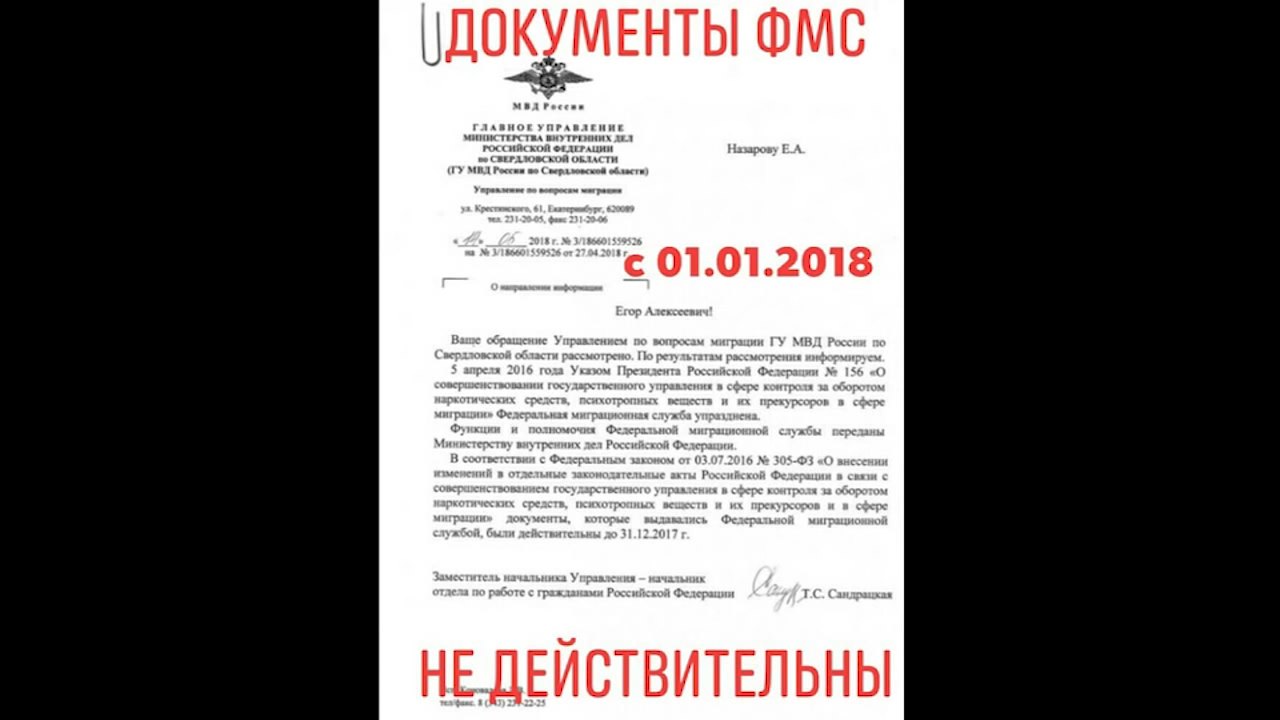 ДОКУМЕНТЫ ФМС
МВД России
ГЛАВНОЕ УПРАВЛЕНИЕ
МИНИСТЕРСТВА ВНУТРЕННИХ ДЕЛ
РОССИЙСКОЙ ФЕДЕРАЦИИ
по СВЕРДЛОВСКОЙ ОБЛАСТИ
(ГУ МВД России по Свердловской области)
Управление по вопросам миграции
ул. Крестинского, 61, Екатеринбург, 620089
тел. 231-20-05, факс 231-20-06
05 2018 г. № 3/186601559526
на № 3/186601559526 от 27.04.2018 г.
Назарову Е.А.
с 01.01.2018
О направлении информации
Егор Алексеевич!
Ваще обращение Управлением по вопросам миграции ГУ МВД России по
Свердловской области рассмотрено. По результатам рассмотрения информируем.
5 апреля 2016 года Указом Президента Российской Федерации № 156 «О
совершенствовании государственного управления в сфере контроля за оборотом
наркотических средств, психотропных веществ и их прекурсоров в сфере
миграции» Федеральная миграционная служба упразднена.
Функции и полномочия Федеральной миграционной службы переданы
Министерству внутренних дел Российской Федерации.
В соответствии с Федеральным законом от 03.07.2016 № 305-ФЗ «О внесении
изменений в отдельные законодательные акты Российской Федерации в связи с
совершенствованием государственного управления в сфере контроля за оборотом
наркотических средств, психотропных веществ и их прекурсоров и в сфере
миграции» документы, которые выдавались Федеральной миграционной
службой, были действительны до 31.12.2017 г.
Заместитель начальника Управления – начальник
отдела по работе с гражданами Российской Федерации
Т.С. Сандрацкая
НЕ ДЕЙСТВИТЕЛЬНЫ
тел/факс. 8 (343) 231-22-25